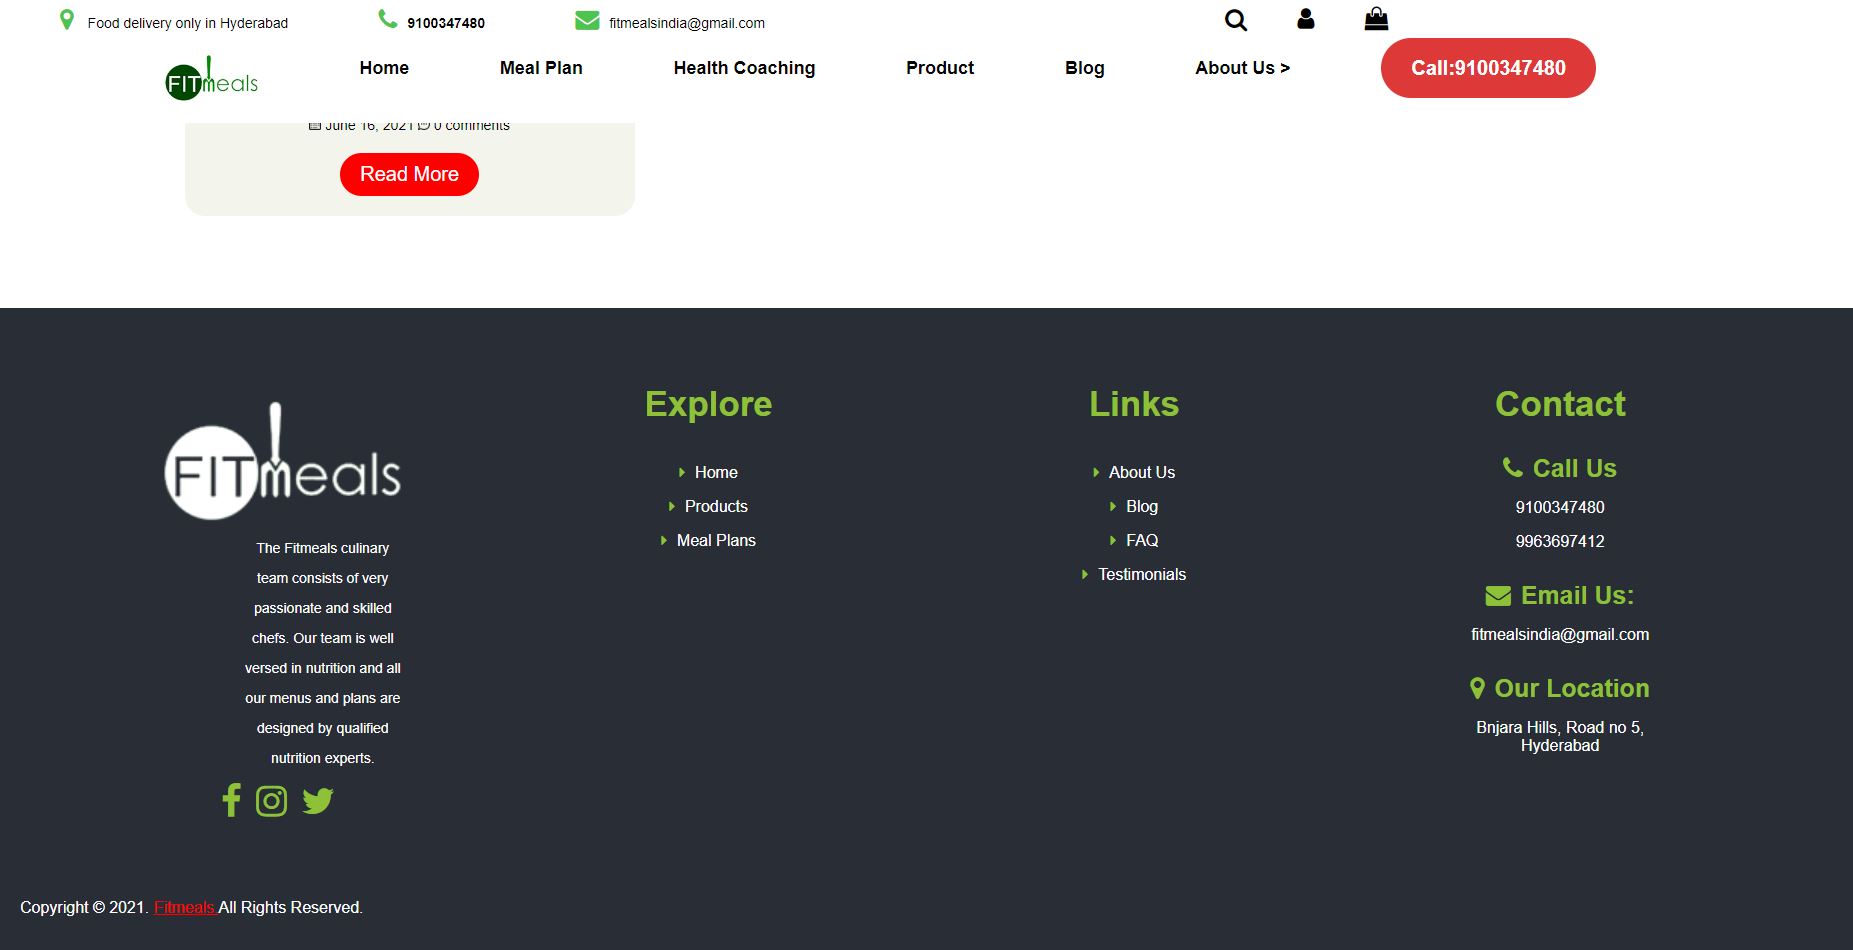 Food delivery only in Hyderabad
9100347480
fitmealsindia@gmail.com
FITmeals
Home
Meal Plan
Health Coaching
Product
Blog
About Us >
Call:9100347480
June 16, 2021 0 comments
Read More
FITmeals
The Fitmeals culinary
team consists of very
passionate and skilled
chefs. Our team is well
versed in nutrition and all
our menus and plans are
designed by qualified
nutrition experts.
Explore
Home
Products
Meal Plans
Links
About Us
Blog
FAQ
Testimonials
Contact
Call Us
9100347480
9963697412
Email Us:
fitmealsindia@gmail.com
Our Location
Bnjara Hills, Road no 5,
Hyderabad
Copyright © 2021. Fitmeals All Rights Reserved.